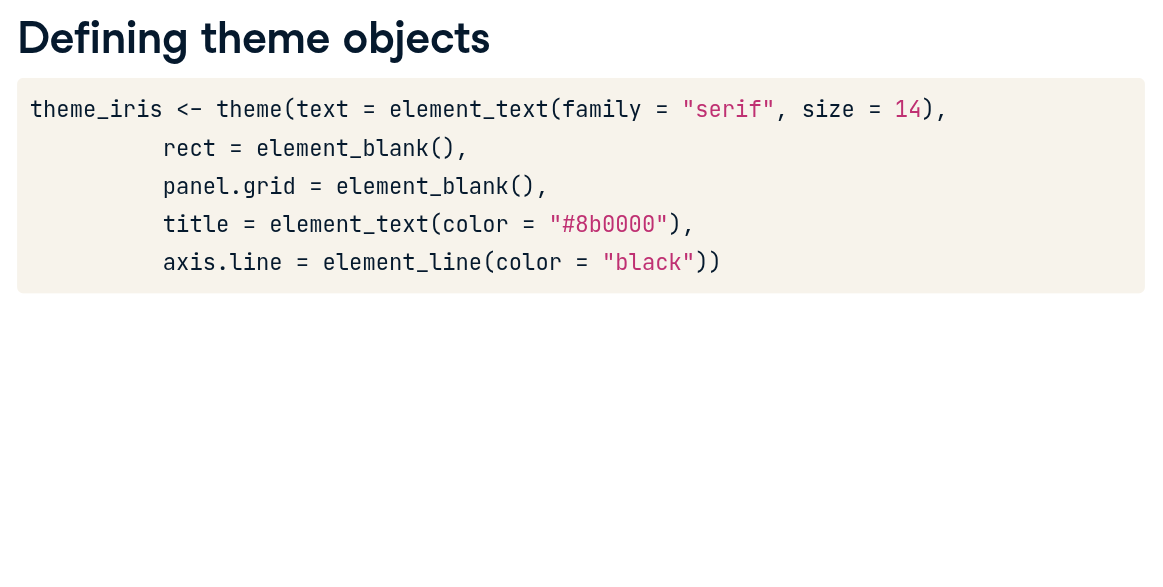 Defining theme objects
theme_iris <- theme(text = element_text(family = "serif", size = 14),
          rect = element_blank(),
          panel.grid = element_blank(),
          title = element_text(color = "#8b0000"),
          axis.line = element_line(color = "black"))